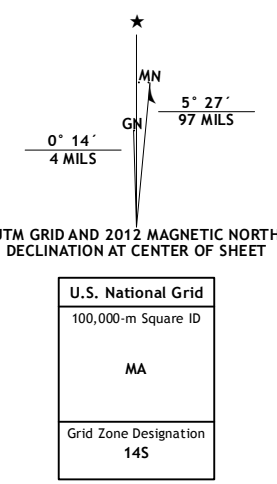 MN
GN
5° 27´
97 MILS
0° 14´
4 MILS
UTM GRID AND 2012 MAGNETIC NORTH
DECLINATION AT CENTER OF SHEET
U.S. National Grid
100,000-m Square ID
MA
Grid Zone Designation
14S